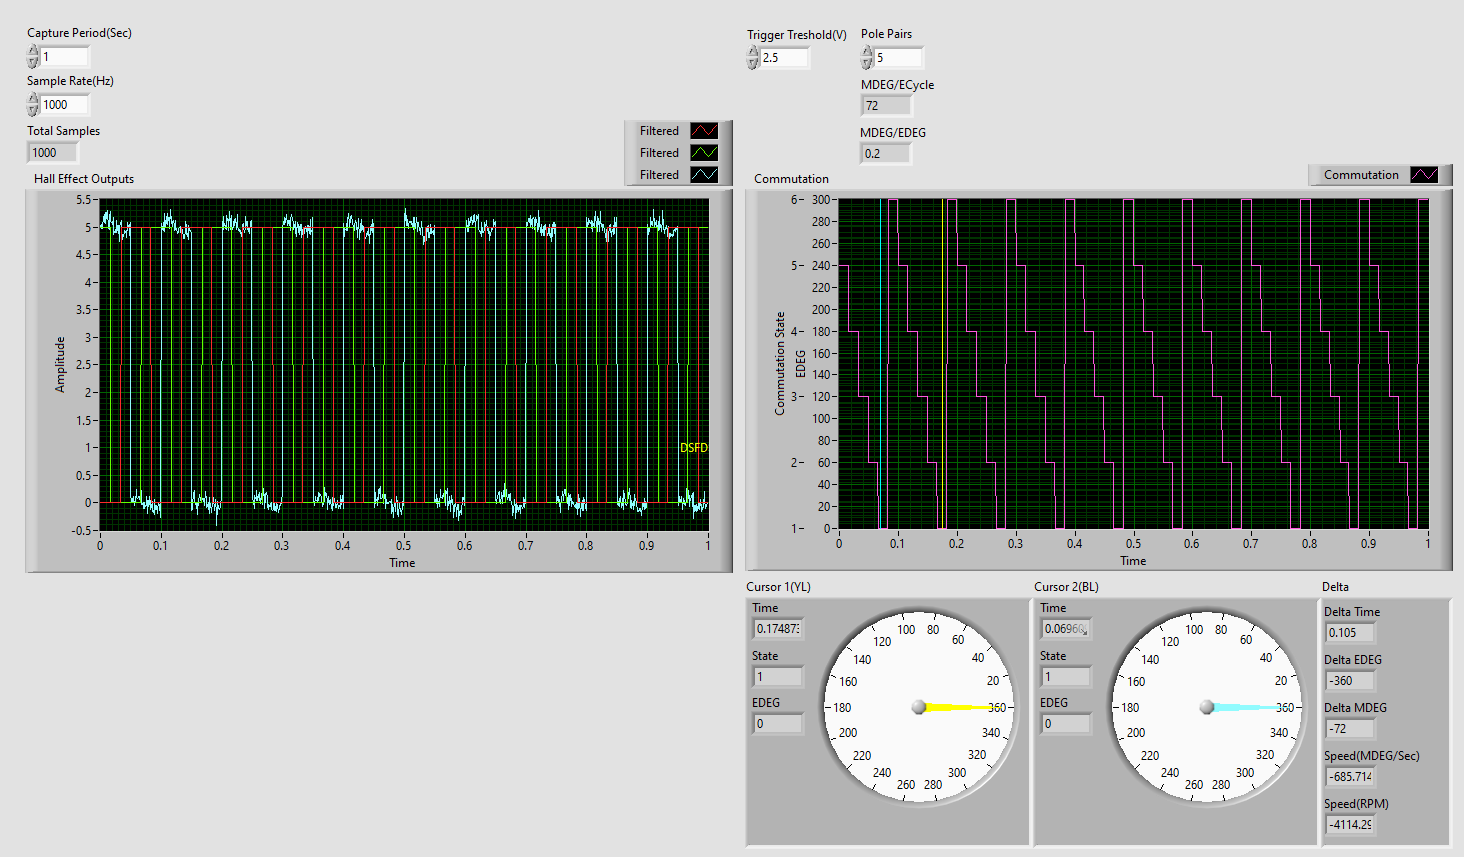 Capture Period(Sec)
1
Sample Rate(Hz)
1000
Total Samples
1000
Filtered
Filtered
Filtered
Hall Effect Outputs
5.5
5
4.5
4
3.5
3
2.5
2
1.5
1
0.5
0
-0.5
Amplitude
DSFD
0 0.1 0.2 0.3 0.4 0.5 0.6 0.7 0.8 0.9 1
Time
Trigger Treshold(V)
2.5
Pole Pairs
5
MDEG/ECycle
72
MDEG/EDEG
0.2
Commutation
Commutation
6 300
280
260
5 240
220
200
4 180
160
140
3 120
100
80
2 60
40
20
1 0
Commutation State
EDEG
0 0.1 0.2 0.3 0.4 0.5 0.6 0.7 0.8 0.9 1
Time
Cursor 1(YL)
Time
0.17487
State
1
EDEG
0
100 80
120 60
140 40
160 20
180 360
200 340
220 320
240 300
260 280
Cursor 2(BL)
Time
0.0696
State
1
EDEG
0
100 80
120 60
140 40
160 20
180 360
200 340
220 320
240 300
260 280
Delta
Delta Time
0.105
Delta EDEG
-360
Delta MDEG
-72
Speed(MDEG/Sec)
-685.714
Speed(RPM)
-4114.29